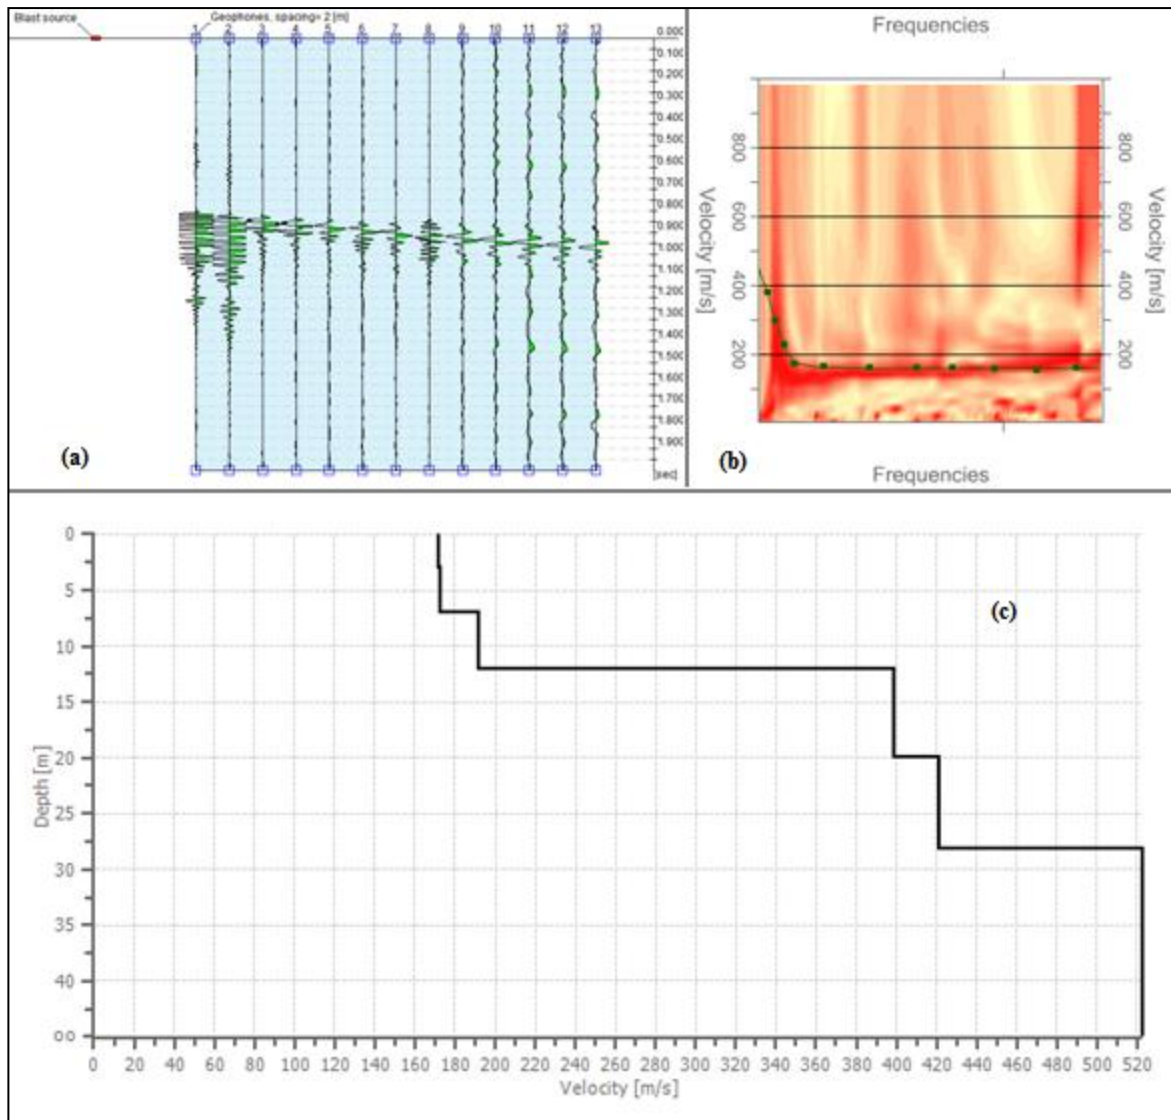 Blast source
Geophones, spacing= 2 [m]
1 2 3 4 5 6 7 8 9 10 11 12 13
0.000
0.100
0.200
0.300
0.400
0.500
0.600
0.700
0.800
0.900
1.000
1.100
1.200
1.300
1.400
1.500
1.600
1.700
1.800
1.900
[sec]
(a)
Frequencies
800 800
600 600
Velocity [m/s] Velocity [m/s]
400 400
200 200
(b)
Frequencies
0
5
(c)
10
15
Depth [m]
20
25
30
35
40
∞
0 20 40 60 80 100 120 140 160 180 200 220 240 260 280 300 320 340 360 380 400 420 440 460 480 500 520
Velocity [m/s]